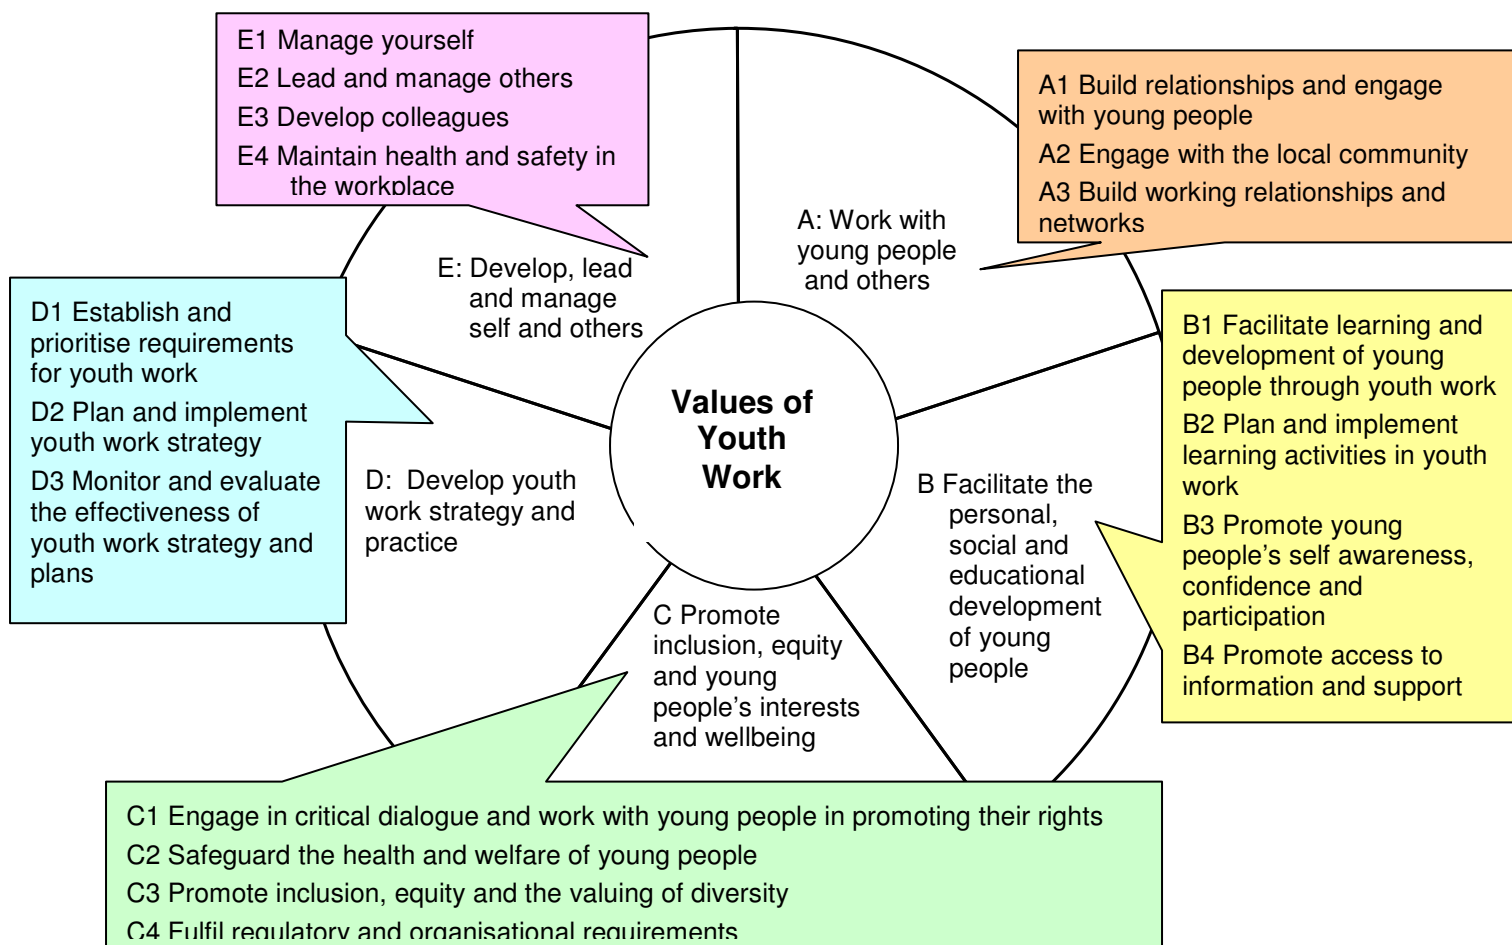 E1 Manage yourself
E2 Lead and manage others
E3 Develop colleagues
E4 Maintain health and safety in
the workplace
A1 Build relationships and engage
with young people
A2 Engage with the local community
A3 Build working relationships and
networks
A: Work with
young people
and others
E: Develop, lead
and manage
self and others
D1 Establish and
prioritise requirements
for youth work
D2 Plan and implement
youth work strategy
D3 Monitor and evaluate
the effectiveness of
youth work strategy and
plans
B1 Facilitate learning and
development of young
people through youth work
B2 Plan and implement
learning activities in youth
work
B3 Promote young
people's self awareness,
confidence and
participation
B4 Promote access to
information and support
Values of
Youth
Work
D: Develop youth
work strategy and
practice
B Facilitate the
personal,
social and
educational
development
of young
people
C Promote
inclusion, equity
and young
people's interests
and wellbeing
C1 Engage in critical dialogue and work with young people in promoting their rights
C2 Safeguard the health and welfare of young people
C3 Promote inclusion, equity and the valuing of diversity
C4 Fulfil regulatory and organisational requirements